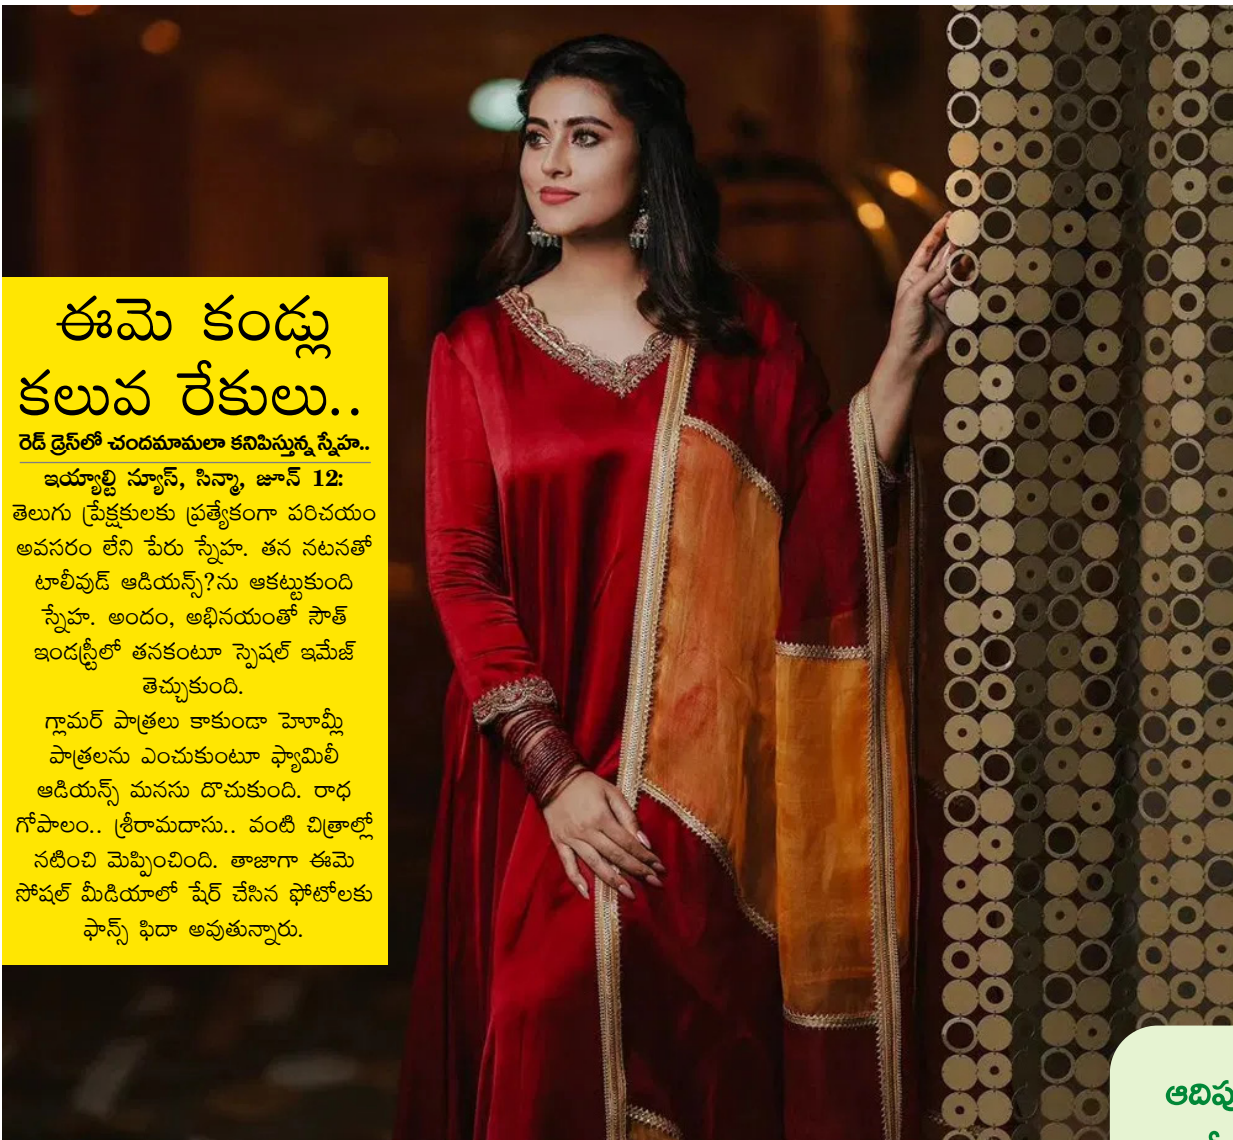 ఈమె కండ్లు
కలువ రేకులు..
రెడ్ డ్రెస్‌లో చందమామలా కనిపిస్తున్న స్నేహ..
ఇయ్యాల్టి న్యూస్, సిన్మా, జూన్ 12:
తెలుగు ప్రేక్షకులకు ప్రత్యేకంగా పరిచయం
అవసరం లేని పేరు స్నేహ. తన నటనతో
టాలీవుడ్ ఆడియన్స్?ను ఆకట్టుకుంది
స్నేహ. అందం, అభినయంతో సౌత్
ఇండస్ట్రీలో తనకంటూ స్పెషల్ ఇమేజ్
తెచ్చుకుంది.
గ్లామర్ పాత్రలు కాకుండా హెూమ్లీ
పాత్రలను ఎంచుకుంటూ ఫ్యామిలీ
ఆడియన్స్ మనసు దొచుకుంది. రాధ
గోపాలం.. శ్రీరామదాసు.. వంటి చిత్రాల్లో
నటించి మెప్పించింది. తాజాగా ఈమె
సోషల్ మీడియాలో షేర్ చేసిన ఫోటోలకు
ఫాన్స్ ఫిదా అవుతున్నారు.
ఆదిపు